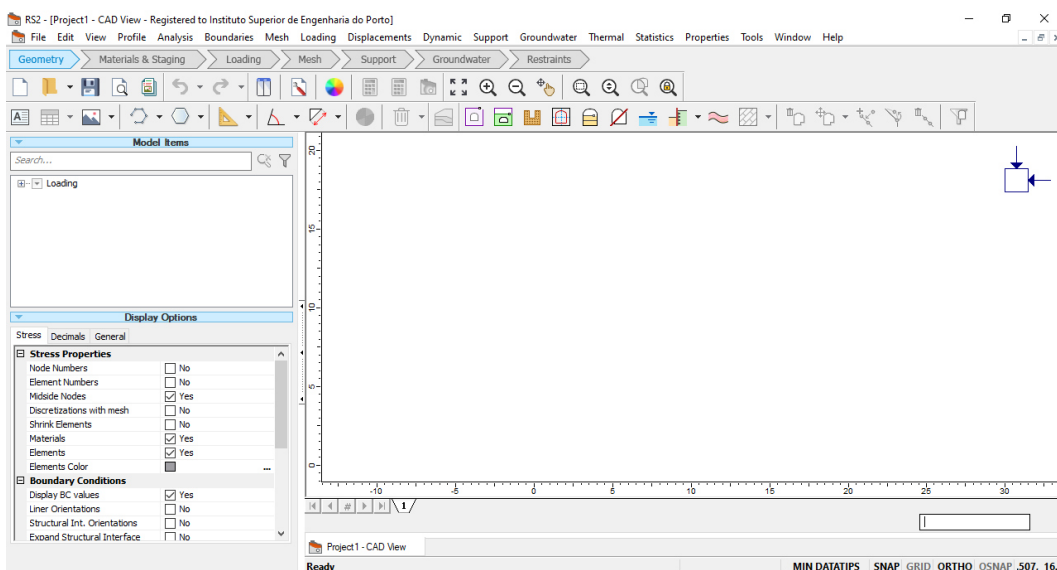 RS2 - [Project1 - CAD View - Registered to Instituto Superior de Engenharia do Porto]
File Edit View Profile Analysis Boundaries Mesh Loading Displacements Dynamic Support Groundwater Thermal Statistics Properties Tools Window Help
Geometry Materials & Staging Loading Mesh Support Groundwater Restraints
Model Items
Search...
Loading
Display Options
Stress Decimals General
Stress Properties
Node Numbers No
Element Numbers No
Midside Nodes Yes
Discretizations with mesh No
Shrink Elements No
Materials Yes
Elements Yes
Elements Color ...
Boundary Conditions
Display BC values Yes
Liner Orientations No
Structural Int. Orientations No
Expand Structural Interface No
20
15
10
5
0
-10 -5 0 5 10 15 20 25 30
# 1
Project1 - CAD View
Ready MIN DATATIPS SNAP GRID ORTHO OSNAP .507, 16.